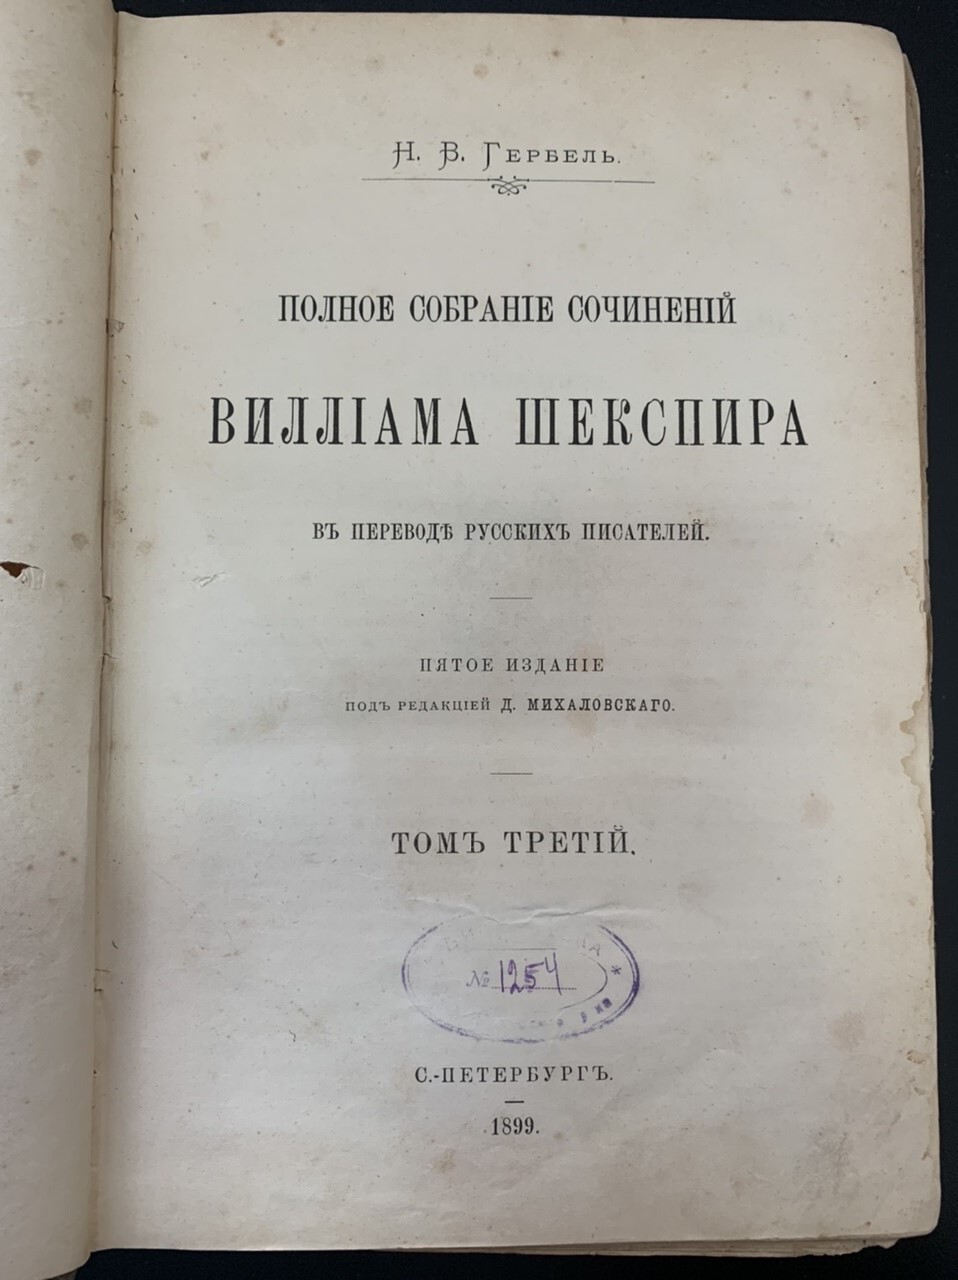 Н. В. Гербель.
ПОЛНОЕ СОБРАНІЕ СОЧИНЕНІЙ
ВИЛЛІАМА ШЕКСПИРА
ВЪ ПЕРЕВОДѢ РУССКИХЪ ПИСАТЕЛЕЙ.
ПЯТОЕ ИЗДАНІЕ
ПОДЪ РЕДАКЦІЕЙ Д. МИХАЛОВСКАГО.
ТОМЪ ТРЕТІЙ.
№ 1254
С.-ПЕТЕРБУРГЪ.
1899.